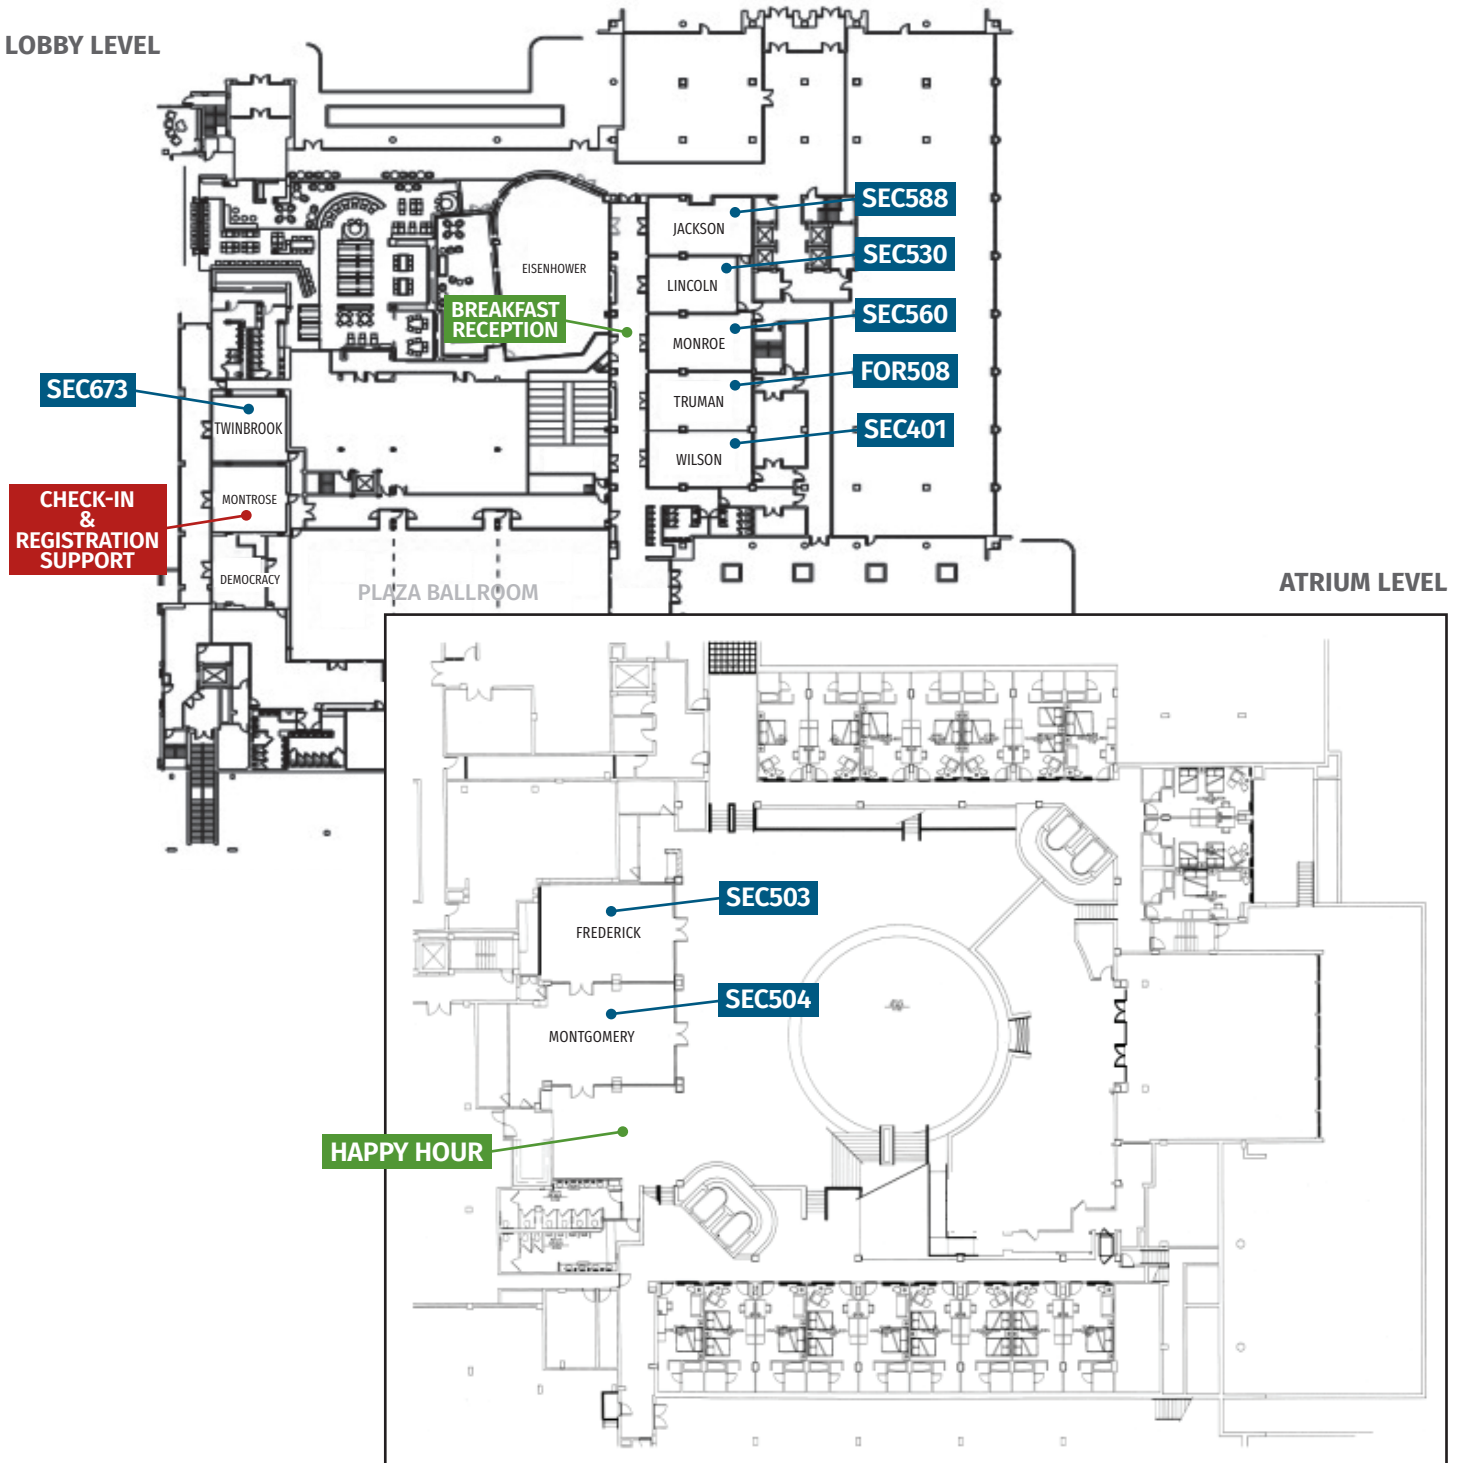 LOBBY LEVEL
SEC588
JACKSON
SEC530
EISENHOWER
LINCOLN
BREAKFAST
RECEPTION
SEC560
MONROE
FOR508
SEC673
TRUMAN
TWINBROOK
SEC401
WILSON
CHECK-IN
&
REGISTRATION
SUPPORT
MONTROSE
DEMOCRACY
PLAZA BALLROOM
ATRIUM LEVEL
SEC503
FREDERICK
SEC504
MONTGOMERY
HAPPY HOUR